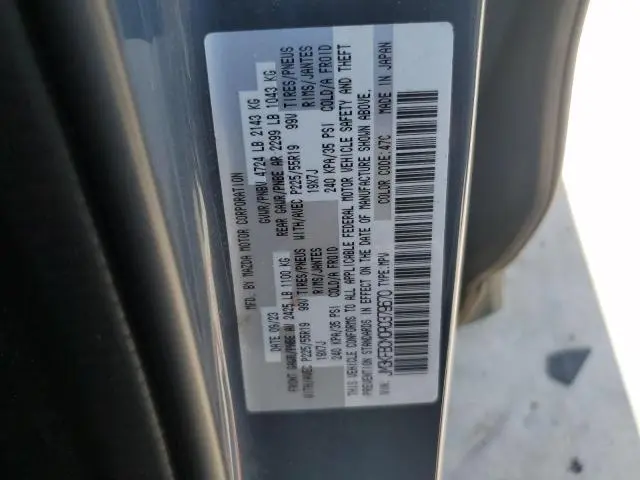 MFD. BY MAZDA MOTOR CORPORATION
DATE 09/23 GVWR/PNBV 4724 LB 2143 KG
FRONT GAWR/PNBE AV 2425 LB 1100 KG REAR GAWR/PNBE AR 2299 LB 1043 KG
WITH/AVEC P225/55R19 99V TIRES/PNEUS WITH/AVEC P225/55R19 99V TIRES/PNEUS
19X7J RIMS/JANTES 19X7J RIMS/JANTES
240 KPA/35 PSI COLD/A FROID 240 KPA/35 PSI COLD/A FROID
THIS VEHICLE CONFORMS TO ALL APPLICABLE FEDERAL MOTOR VEHICLE SAFETY AND THEFT
PREVENTION STANDARDS IN EFFECT ON THE DATE OF MANUFACTURE SHOWN ABOVE.
TYPE:MPV COLOR CODE:47C MADE IN JAPAN